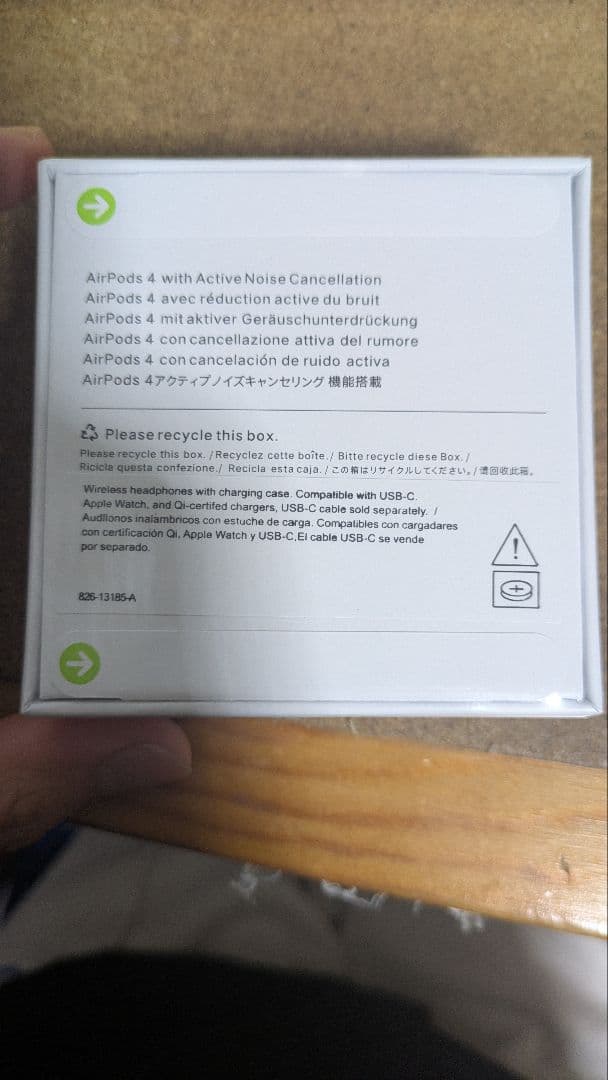 AirPods 4 with Active Noise Cancellation
AirPods 4 avec réduction active du bruit
AirPods 4 mit aktiver Geräuschunterdrückung
AirPods 4 con cancellazione attiva del rumore
AirPods 4 con cancelación de ruido activa
AirPods 4アクティブノイズキャンセリング 機能搭載
Please recycle this box.
Please recycle this box. / Recyclez cette boîte. / Bitte recycle diese Box. /
Ricicla questa confezione. / Recicla esta caja. / この箱はリサイクルしてください。/ 请回收此箱。
Wireless headphones with charging case. Compatible with USB-C.
Apple Watch, and Qi-certifed chargers, USB-C cable sold separately. /
Audllonos inalambricos con estuche de carga. Compatibles con cargadares
con certificación Qi, Apple Watch y USB-C,El cable USB-C se vende
por separado.
826-13185-A